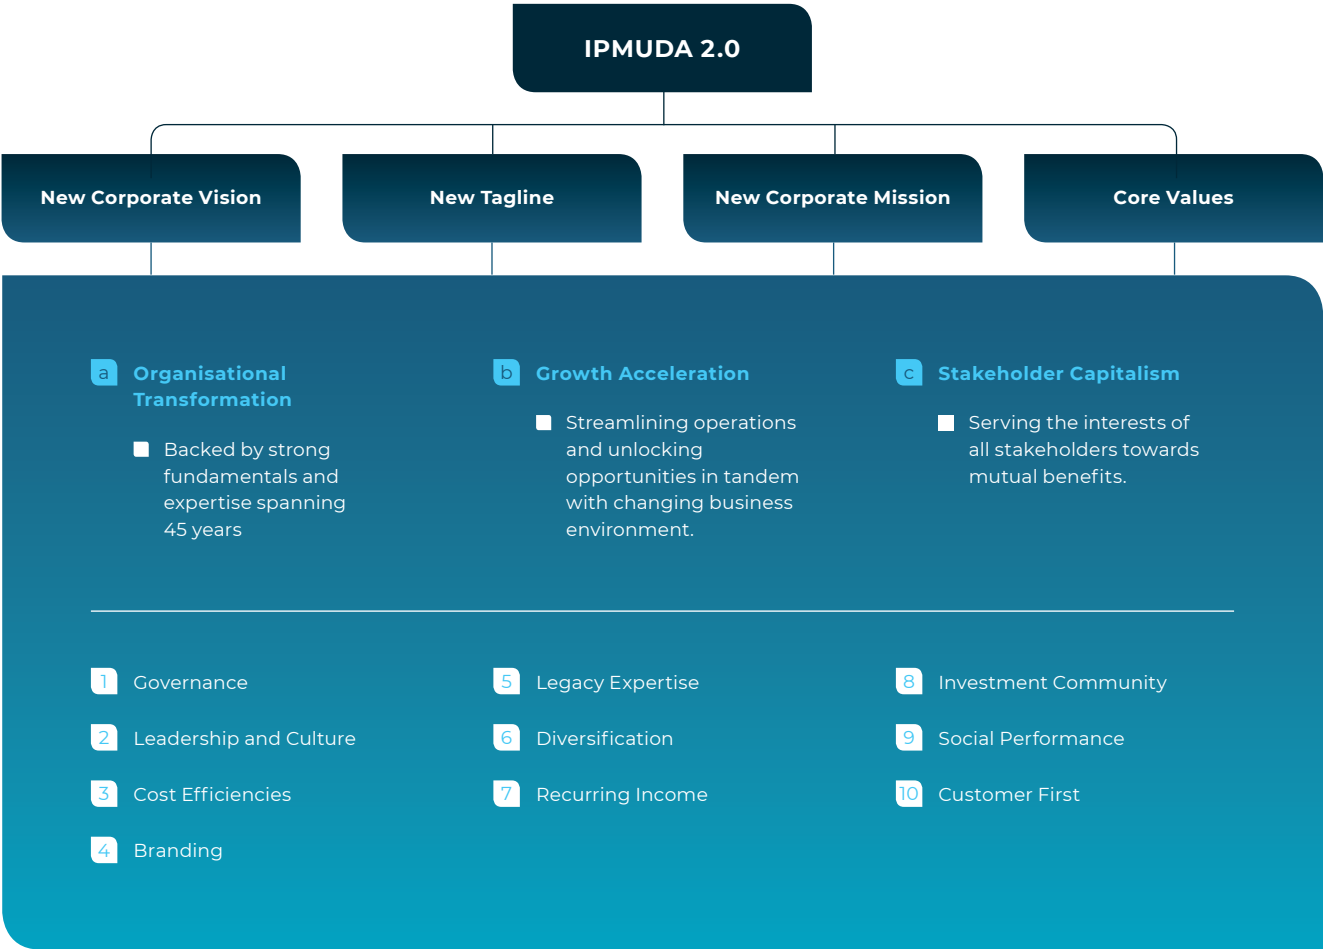 IPMUDA 2.0
New Corporate Vision
New Tagline
New Corporate Mission
Core Values
a
Organisational
Transformation
Backed by strong
fundamentals and
expertise spanning
45 years
b
Growth Acceleration
Streamlining operations
and unlocking
opportunities in tandem
with changing business
environment.
c
Stakeholder Capitalism
Serving the interests of
all stakeholders towards
mutual benefits.
1 Governance
2 Leadership and Culture
3 Cost Efficiencies
4 Branding
5 Legacy Expertise
6 Diversification
7 Recurring Income
8 Investment Community
9 Social Performance
10 Customer First